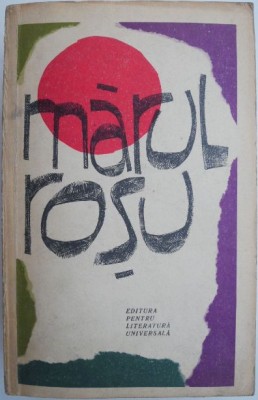 mărul
roșu
EDITURA
PENTRU
LITERATURĂ
UNIVERSALĂ